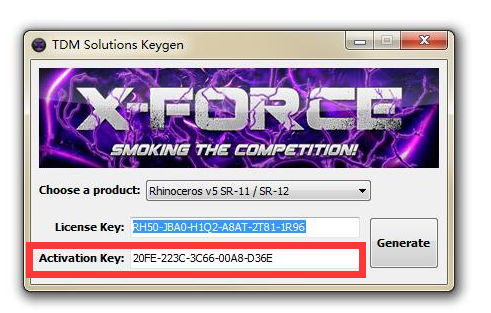 TDM Solutions Keygen
X-FORCE
SMOKING THE COMPETITION!
Choose a product: Rhinoceros v5 SR-11 / SR-12
License Key: RH50-JBA0-H1Q2-A8AT-2T81-1R96
Generate
Activation Key: 20FE-223C-3C66-00A8-D36E